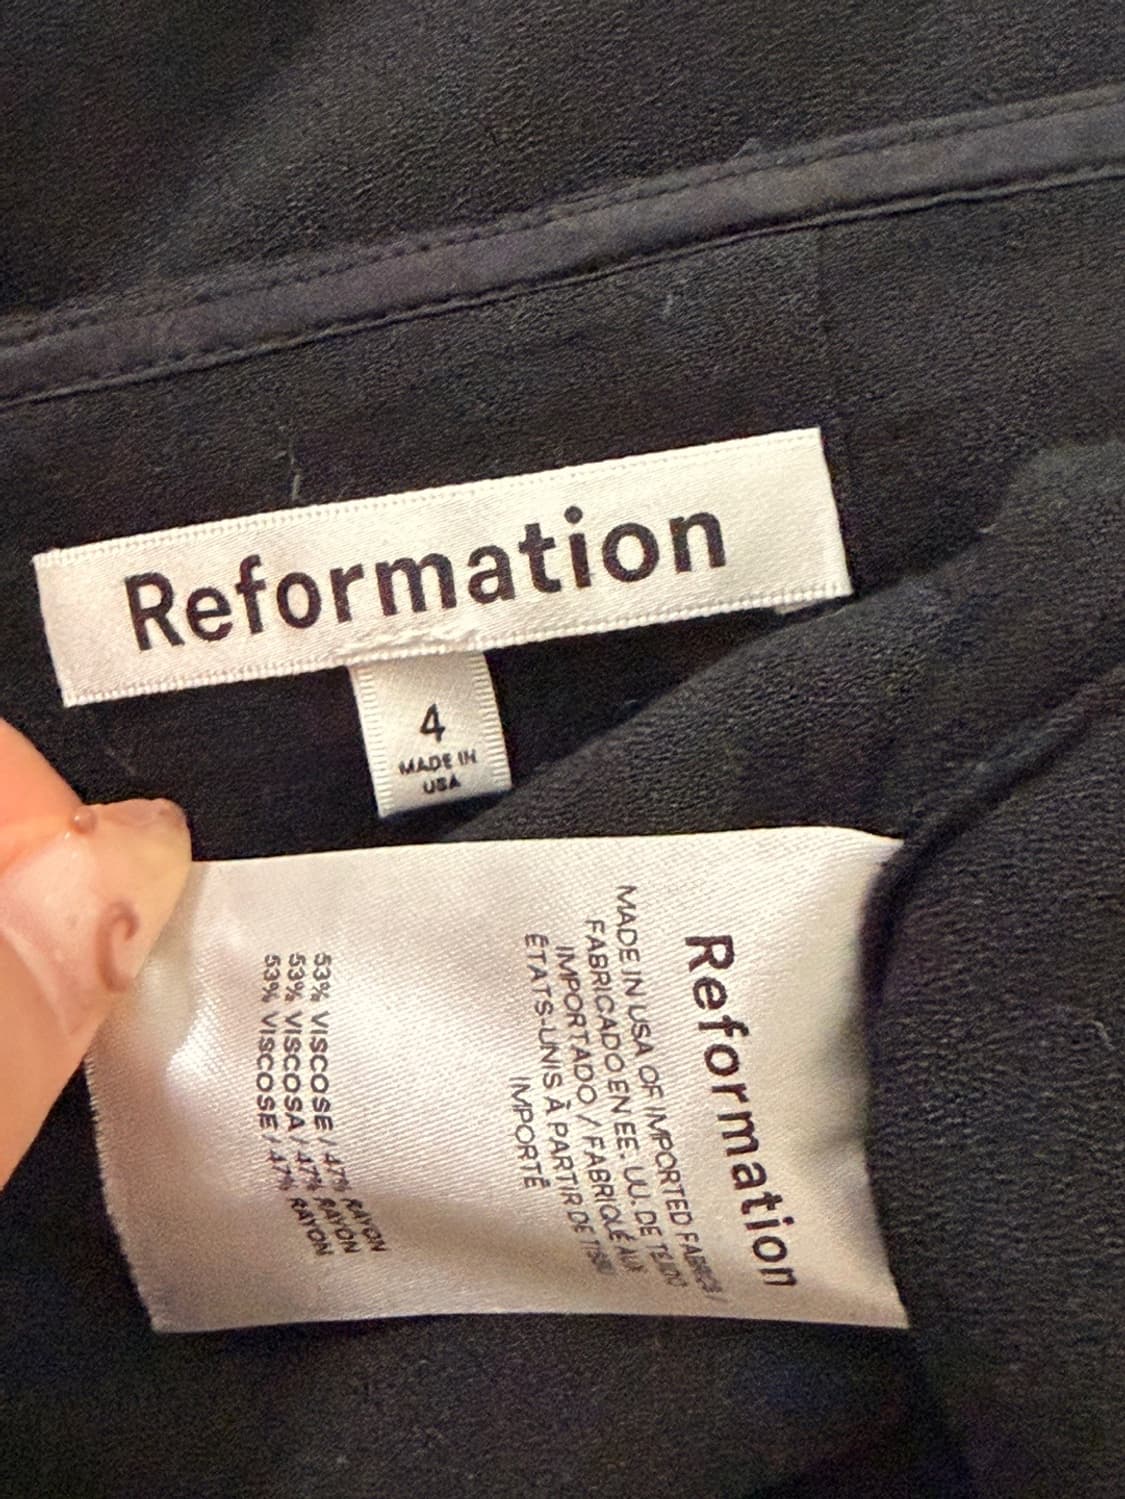 Reformation
4
MADE IN
USA
Reformation
MADE IN USA OF IMPORTED FABRICS /
FABRICADO EN EE. UU. DE TEJIDO
IMPORTADO / FABRIQUÉ AUX
ÉTATS-UNIS À PARTIR DE TISSU
IMPORTÉ
53% VISCOSE / 47% RAYON
53% VISCOSA / 47% RAYON
53% VISCOSE / 47% RAYON